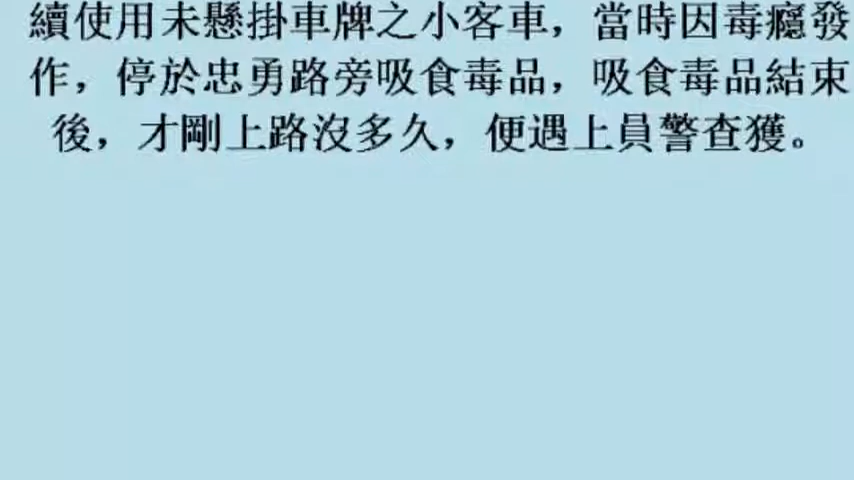 續使用未懸掛車牌之小客車，當時因毒癮發
作，停於忠勇路旁吸食毒品，吸食毒品結束
後，才剛上路沒多久，便遇上員警查獲。